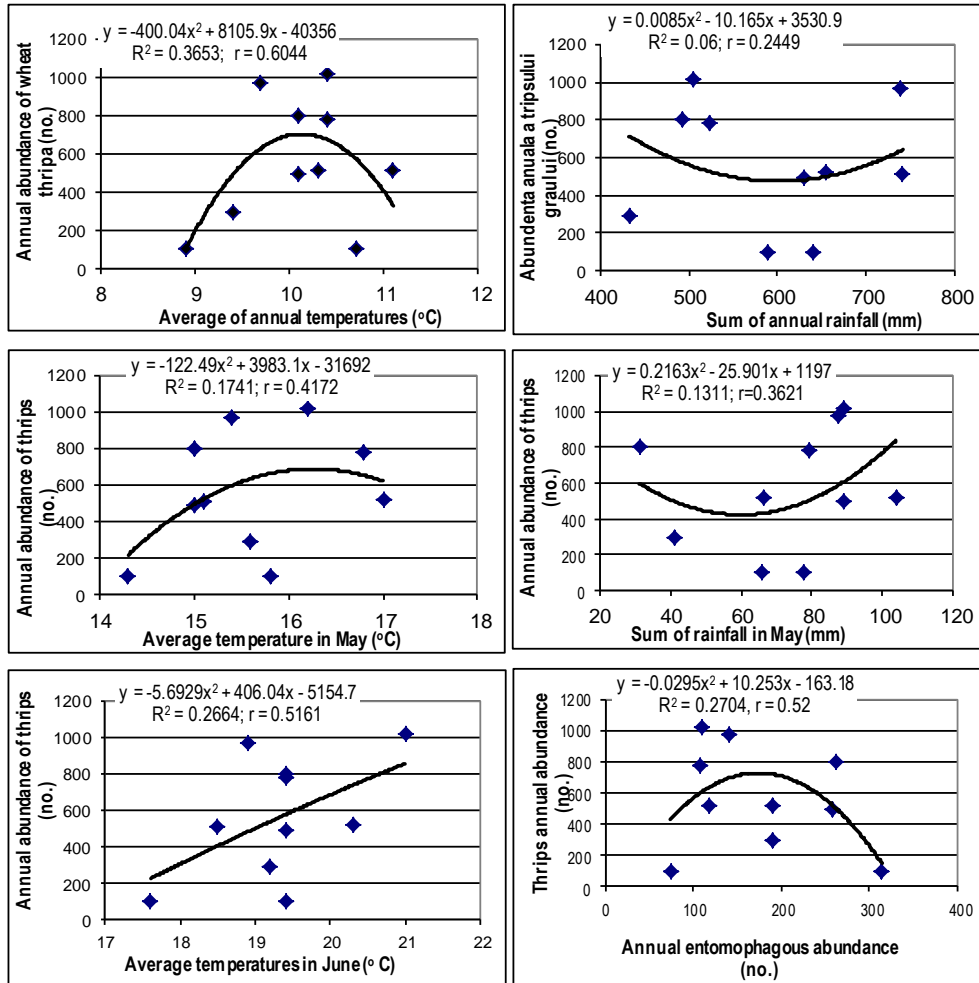 y = -400.04x² + 8105.9x - 40356
R² = 0.3653; r = 0.6044
Annual abundance of wheat
thripa (no.)
1200
1000
800
600
400
200
0
8 9 10 11 12
Average of annual temperatures (°C)
y = 0.0085x² - 10.165x + 3530.9
R² = 0.06; r = 0.2449
Abundenta anuala a tripsului
graului (no.)
1200
1000
800
600
400
200
0
400 500 600 700 800
Sum of annual rainfall (mm)
y = -122.49x² + 3983.1x - 31692
R² = 0.1741; r = 0.4172
Annual abundance of thrips
(no.)
1200
1000
800
600
400
200
0
14 15 16 17 18
Average temperature in May (°C)
y = 0.2163x² - 25.901x + 1197
R² = 0.1311; r=0.3621
Annual abundance of thrips
(no.)
1200
1000
800
600
400
200
0
20 40 60 80 100 120
Sum of rainfall in May (mm)
y = -5.6929x² + 406.04x - 5154.7
R² = 0.2664; r = 0.5161
Annual abundance of thrips
(no.)
1200
1000
800
600
400
200
0
17 18 19 20 21 22
Average temperatures in June (° C)
y = -0.0295x² + 10.253x - 163.18
R² = 0.2704, r = 0.52
Thrips annual abundance
(no.)
1200
1000
800
600
400
200
0
0 100 200 300 400
Annual entomophagous abundance
(no.)